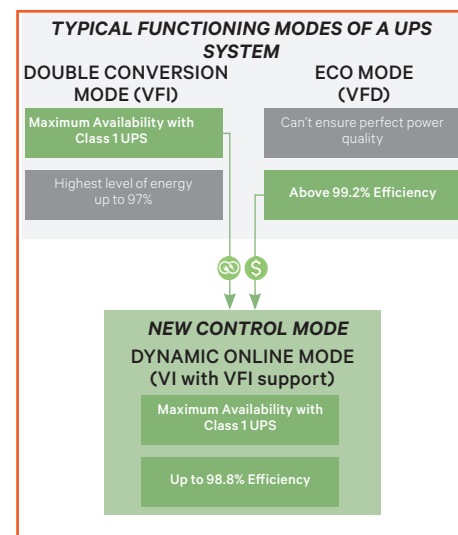 TYPICAL FUNCTIONING MODES OF A UPS
SYSTEM
DOUBLE CONVERSION
MODE (VFI)
Maximum Availability with
Class 1 UPS
Highest level of energy
up to 97%
ECO MODE
(VFD)
Can't ensure perfect power
quality
Above 99.2% Efficiency
$
NEW CONTROL MODE
DYNAMIC ONLINE MODE
(VI with VFI support)
Maximum Availability with
Class 1 UPS
Up to 98.8% Efficiency